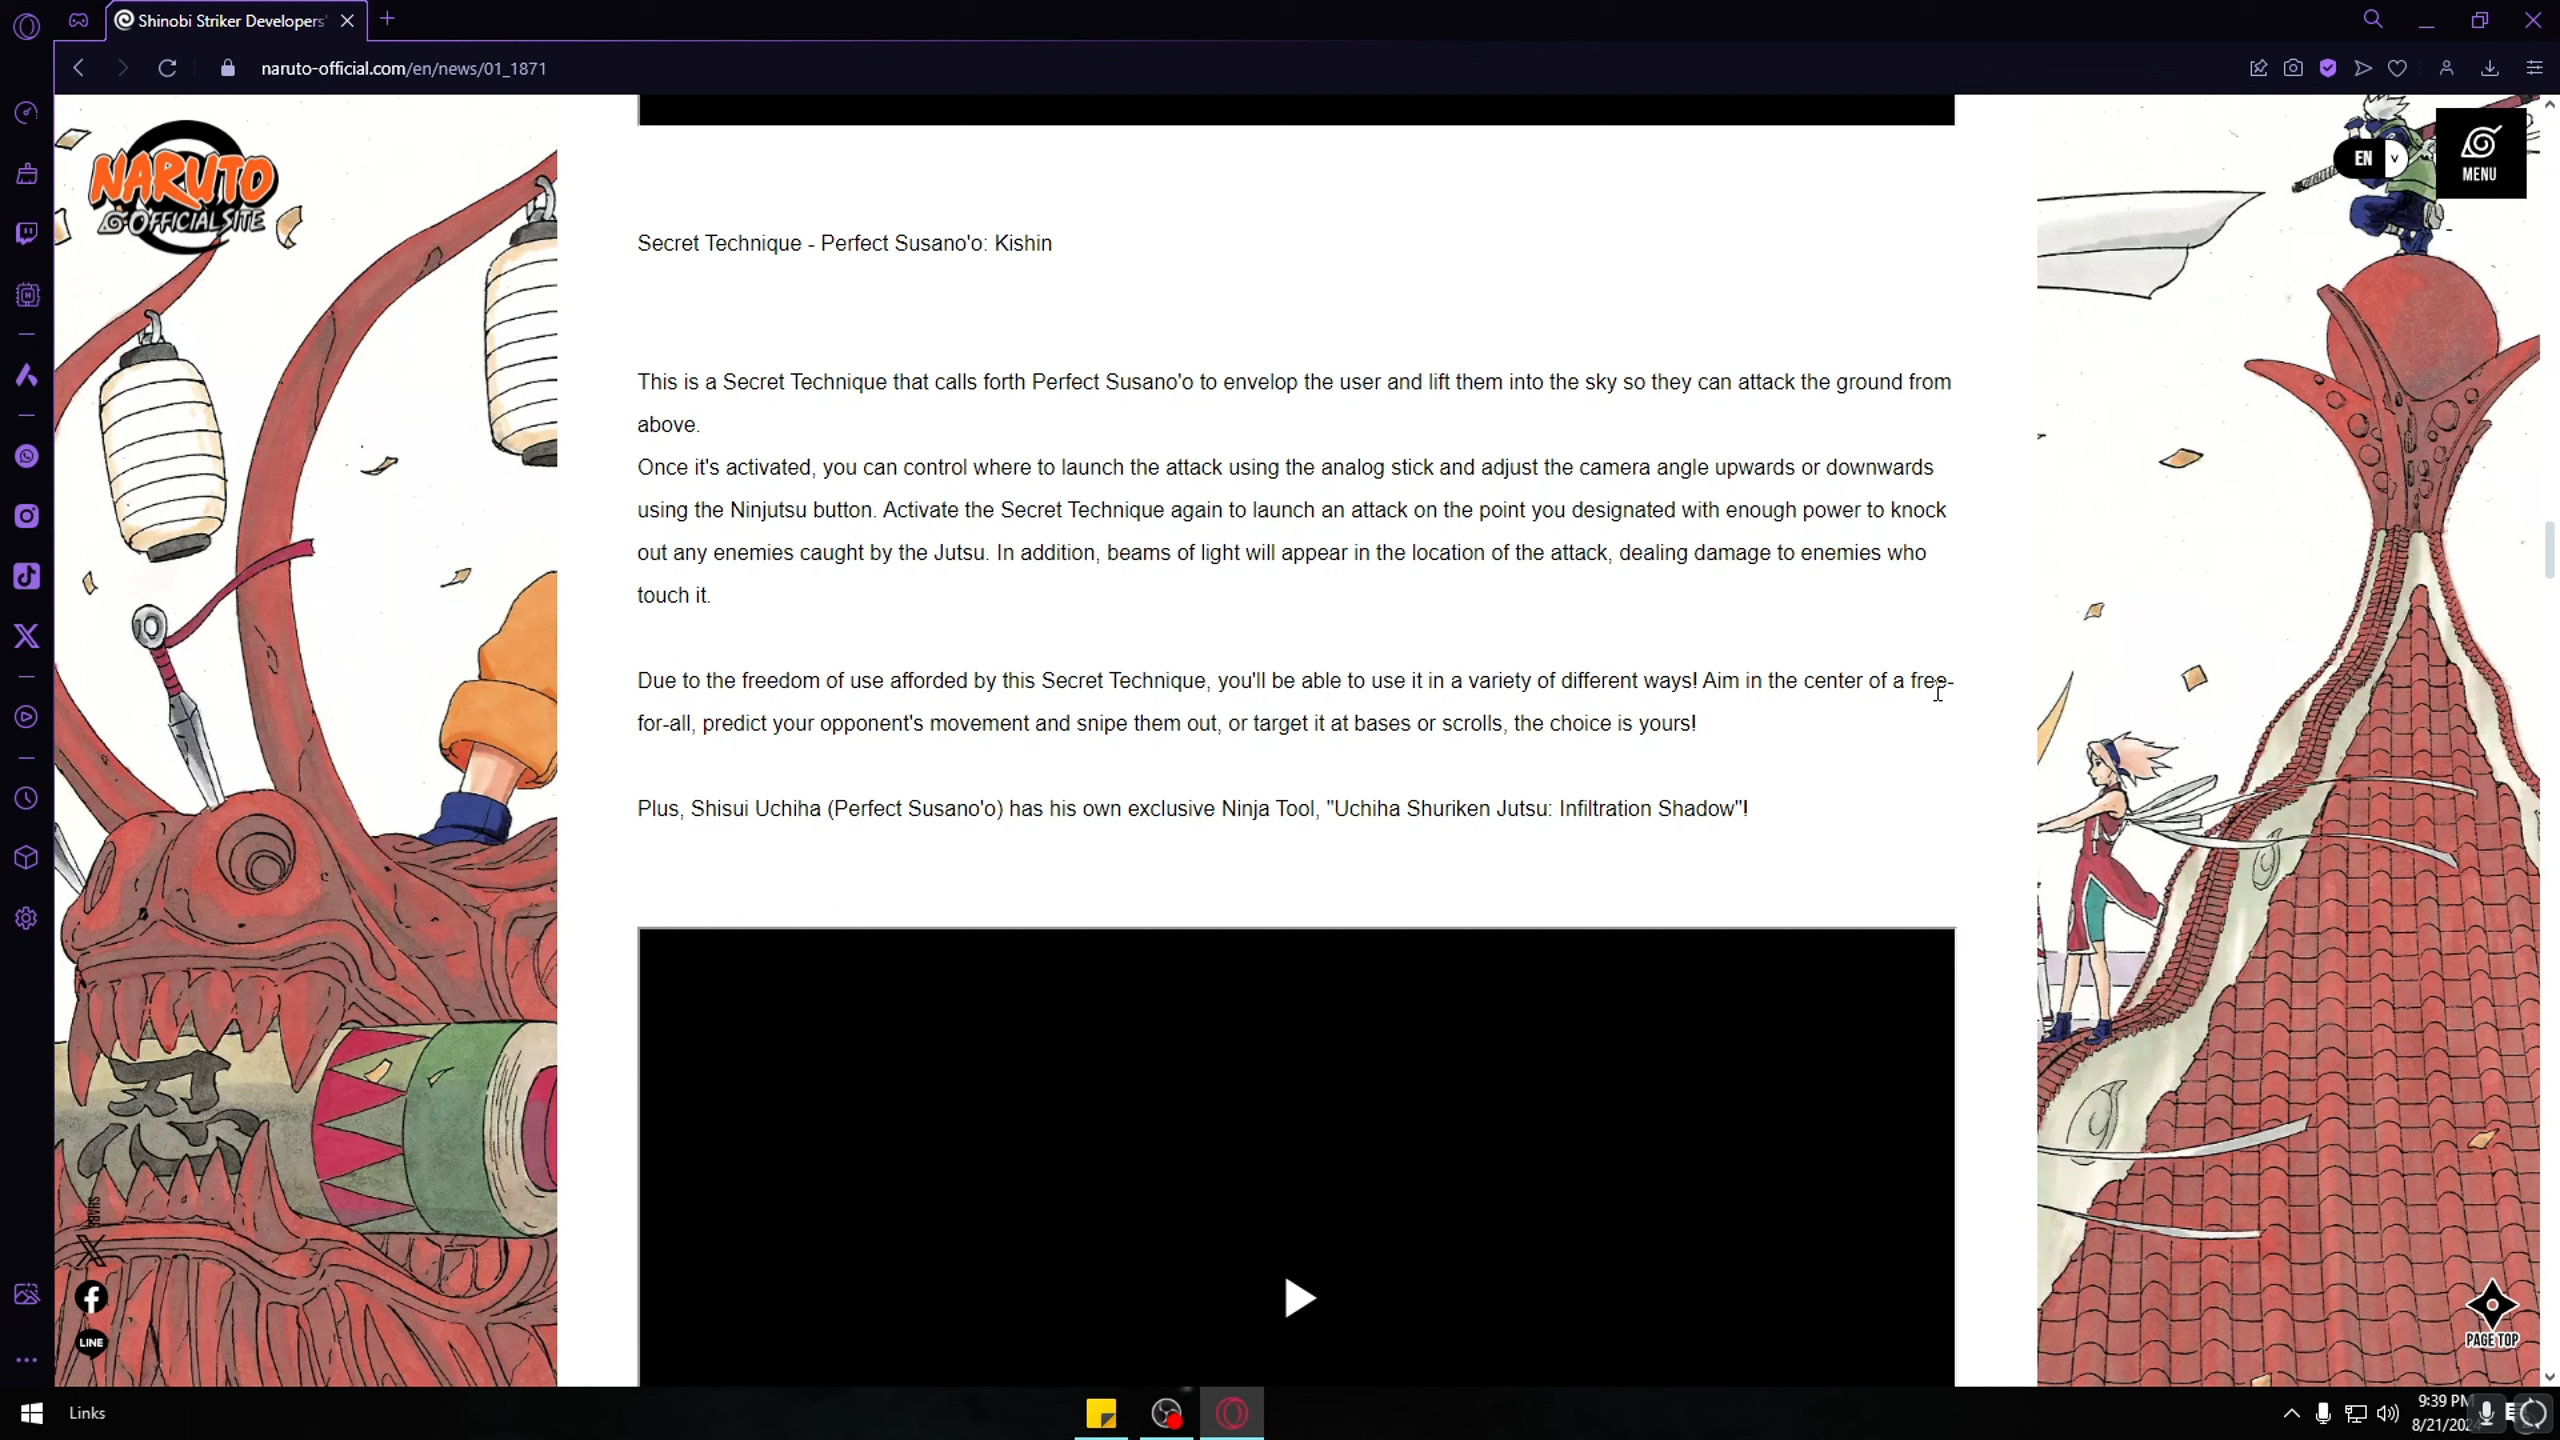 Shinobi Striker Developers'
naruto-official.com/en/news/01_1871
NARUTO
OFFICIAL SITE
EN
MENU
Secret Technique - Perfect Susano'o: Kishin
This is a Secret Technique that calls forth Perfect Susano'o to envelop the user and lift them into the sky so they can attack the ground from
above.
Once it's activated, you can control where to launch the attack using the analog stick and adjust the camera angle upwards or downwards
using the Ninjutsu button. Activate the Secret Technique again to launch an attack on the point you designated with enough power to knock
out any enemies caught by the Jutsu. In addition, beams of light will appear in the location of the attack, dealing damage to enemies who
touch it.
Due to the freedom of use afforded by this Secret Technique, you'll be able to use it in a variety of different ways! Aim in the center of a free-
for-all, predict your opponent's movement and snipe them out, or target it at bases or scrolls, the choice is yours!
Plus, Shisui Uchiha (Perfect Susano'o) has his own exclusive Ninja Tool, "Uchiha Shuriken Jutsu: Infiltration Shadow"!
忍
SHARE
LINE
PAGE TOP
Links
9:39 PM